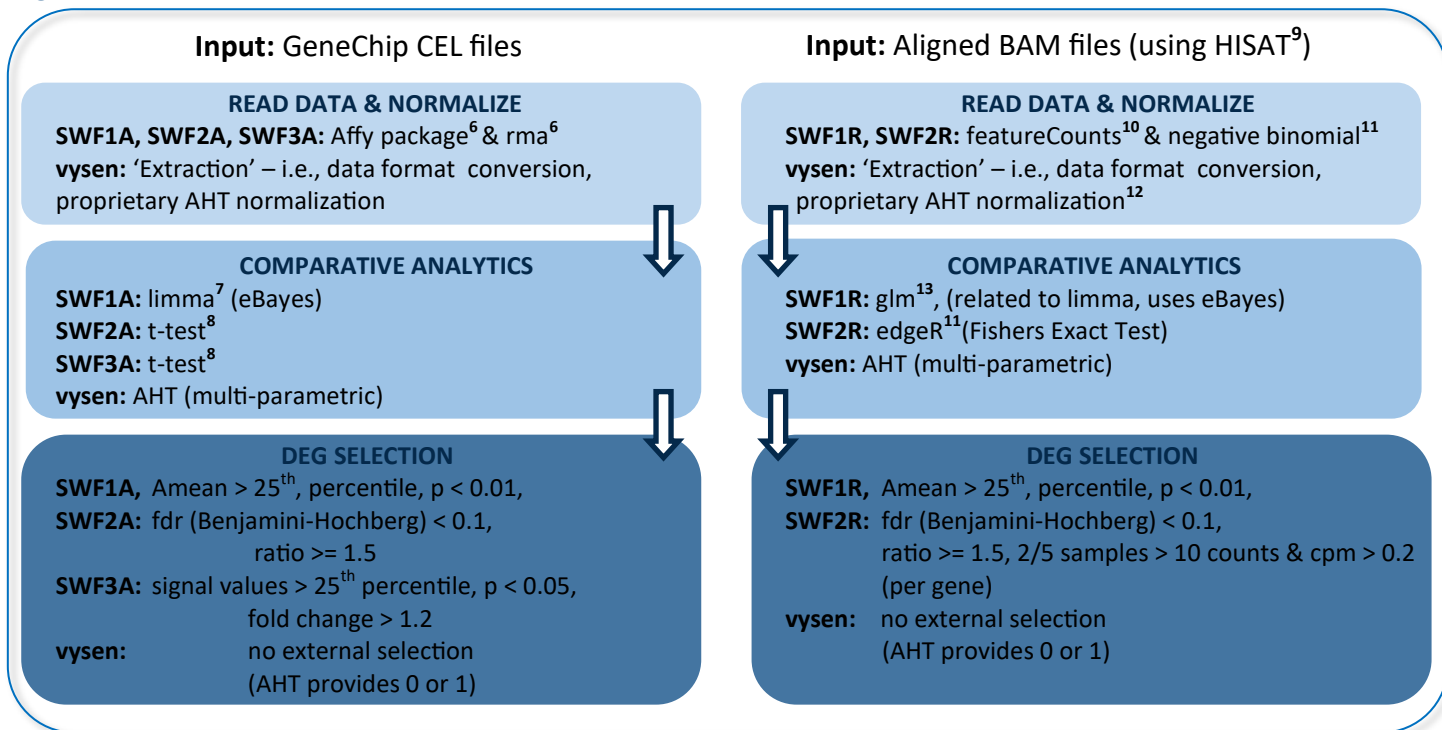 Input: GeneChip CEL files
READ DATA & NORMALIZE
SWF1A, SWF2A, SWF3A: Affy package⁶ & rma⁶
vysen: ‘Extraction’ – i.e., data format conversion,
proprietary AHT normalization
COMPARATIVE ANALYTICS
SWF1A: limma⁷ (eBayes)
SWF2A: t-test⁸
SWF3A: t-test⁸
vysen: AHT (multi-parametric)
DEG SELECTION
SWF1A, Amean > 25ᵗʰ, percentile, p < 0.01,
SWF2A: fdr (Benjamini-Hochberg) < 0.1,
ratio >= 1.5
SWF3A: signal values > 25ᵗʰ percentile, p < 0.05,
fold change > 1.2
vysen: no external selection
(AHT provides 0 or 1)
Input: Aligned BAM files (using HISAT⁹)
READ DATA & NORMALIZE
SWF1R, SWF2R: featureCounts¹⁰ & negative binomial¹¹
vysen: ‘Extraction’ – i.e., data format conversion,
proprietary AHT normalization¹²
COMPARATIVE ANALYTICS
SWF1R: glm¹³, (related to limma, uses eBayes)
SWF2R: edgeR¹¹(Fishers Exact Test)
vysen: AHT (multi-parametric)
DEG SELECTION
SWF1R, Amean > 25ᵗʰ, percentile, p < 0.01,
SWF2R: fdr (Benjamini-Hochberg) < 0.1,
ratio >= 1.5, 2/5 samples > 10 counts & cpm > 0.2
(per gene)
vysen: no external selection
(AHT provides 0 or 1)